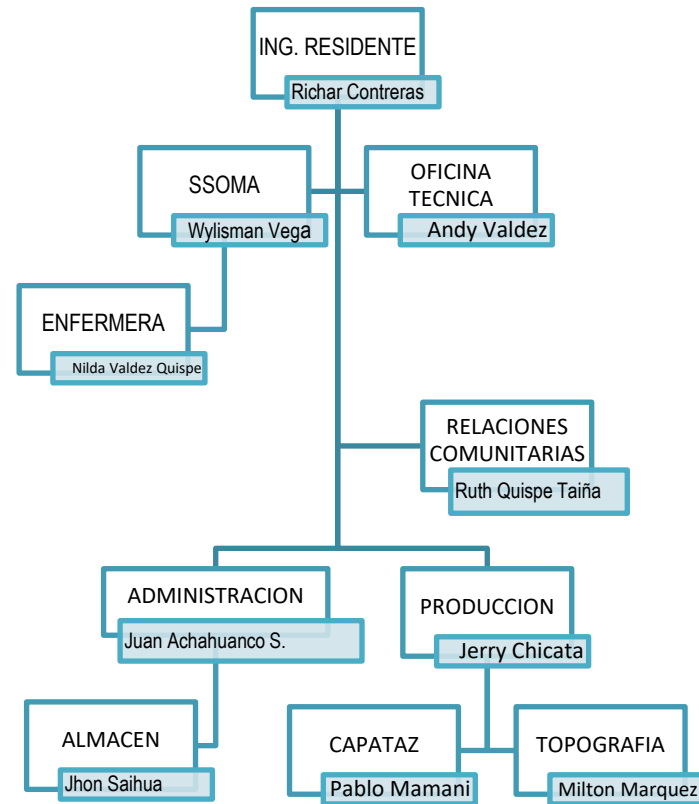 ING. RESIDENTE
Richar Contreras
SSOMA
Wylisman Vega
OFICINA
TECNICA
Andy Valdez
ENFERMERA
Nilda Valdez Quispe
RELACIONES
COMUNITARIAS
Ruth Quispe Taiña
ADMINISTRACION
Juan Achahuanco S.
PRODUCCION
Jerry Chicata
ALMACEN
Jhon Saihua
CAPATAZ
Pablo Mamani
TOPOGRAFIA
Milton Marquez